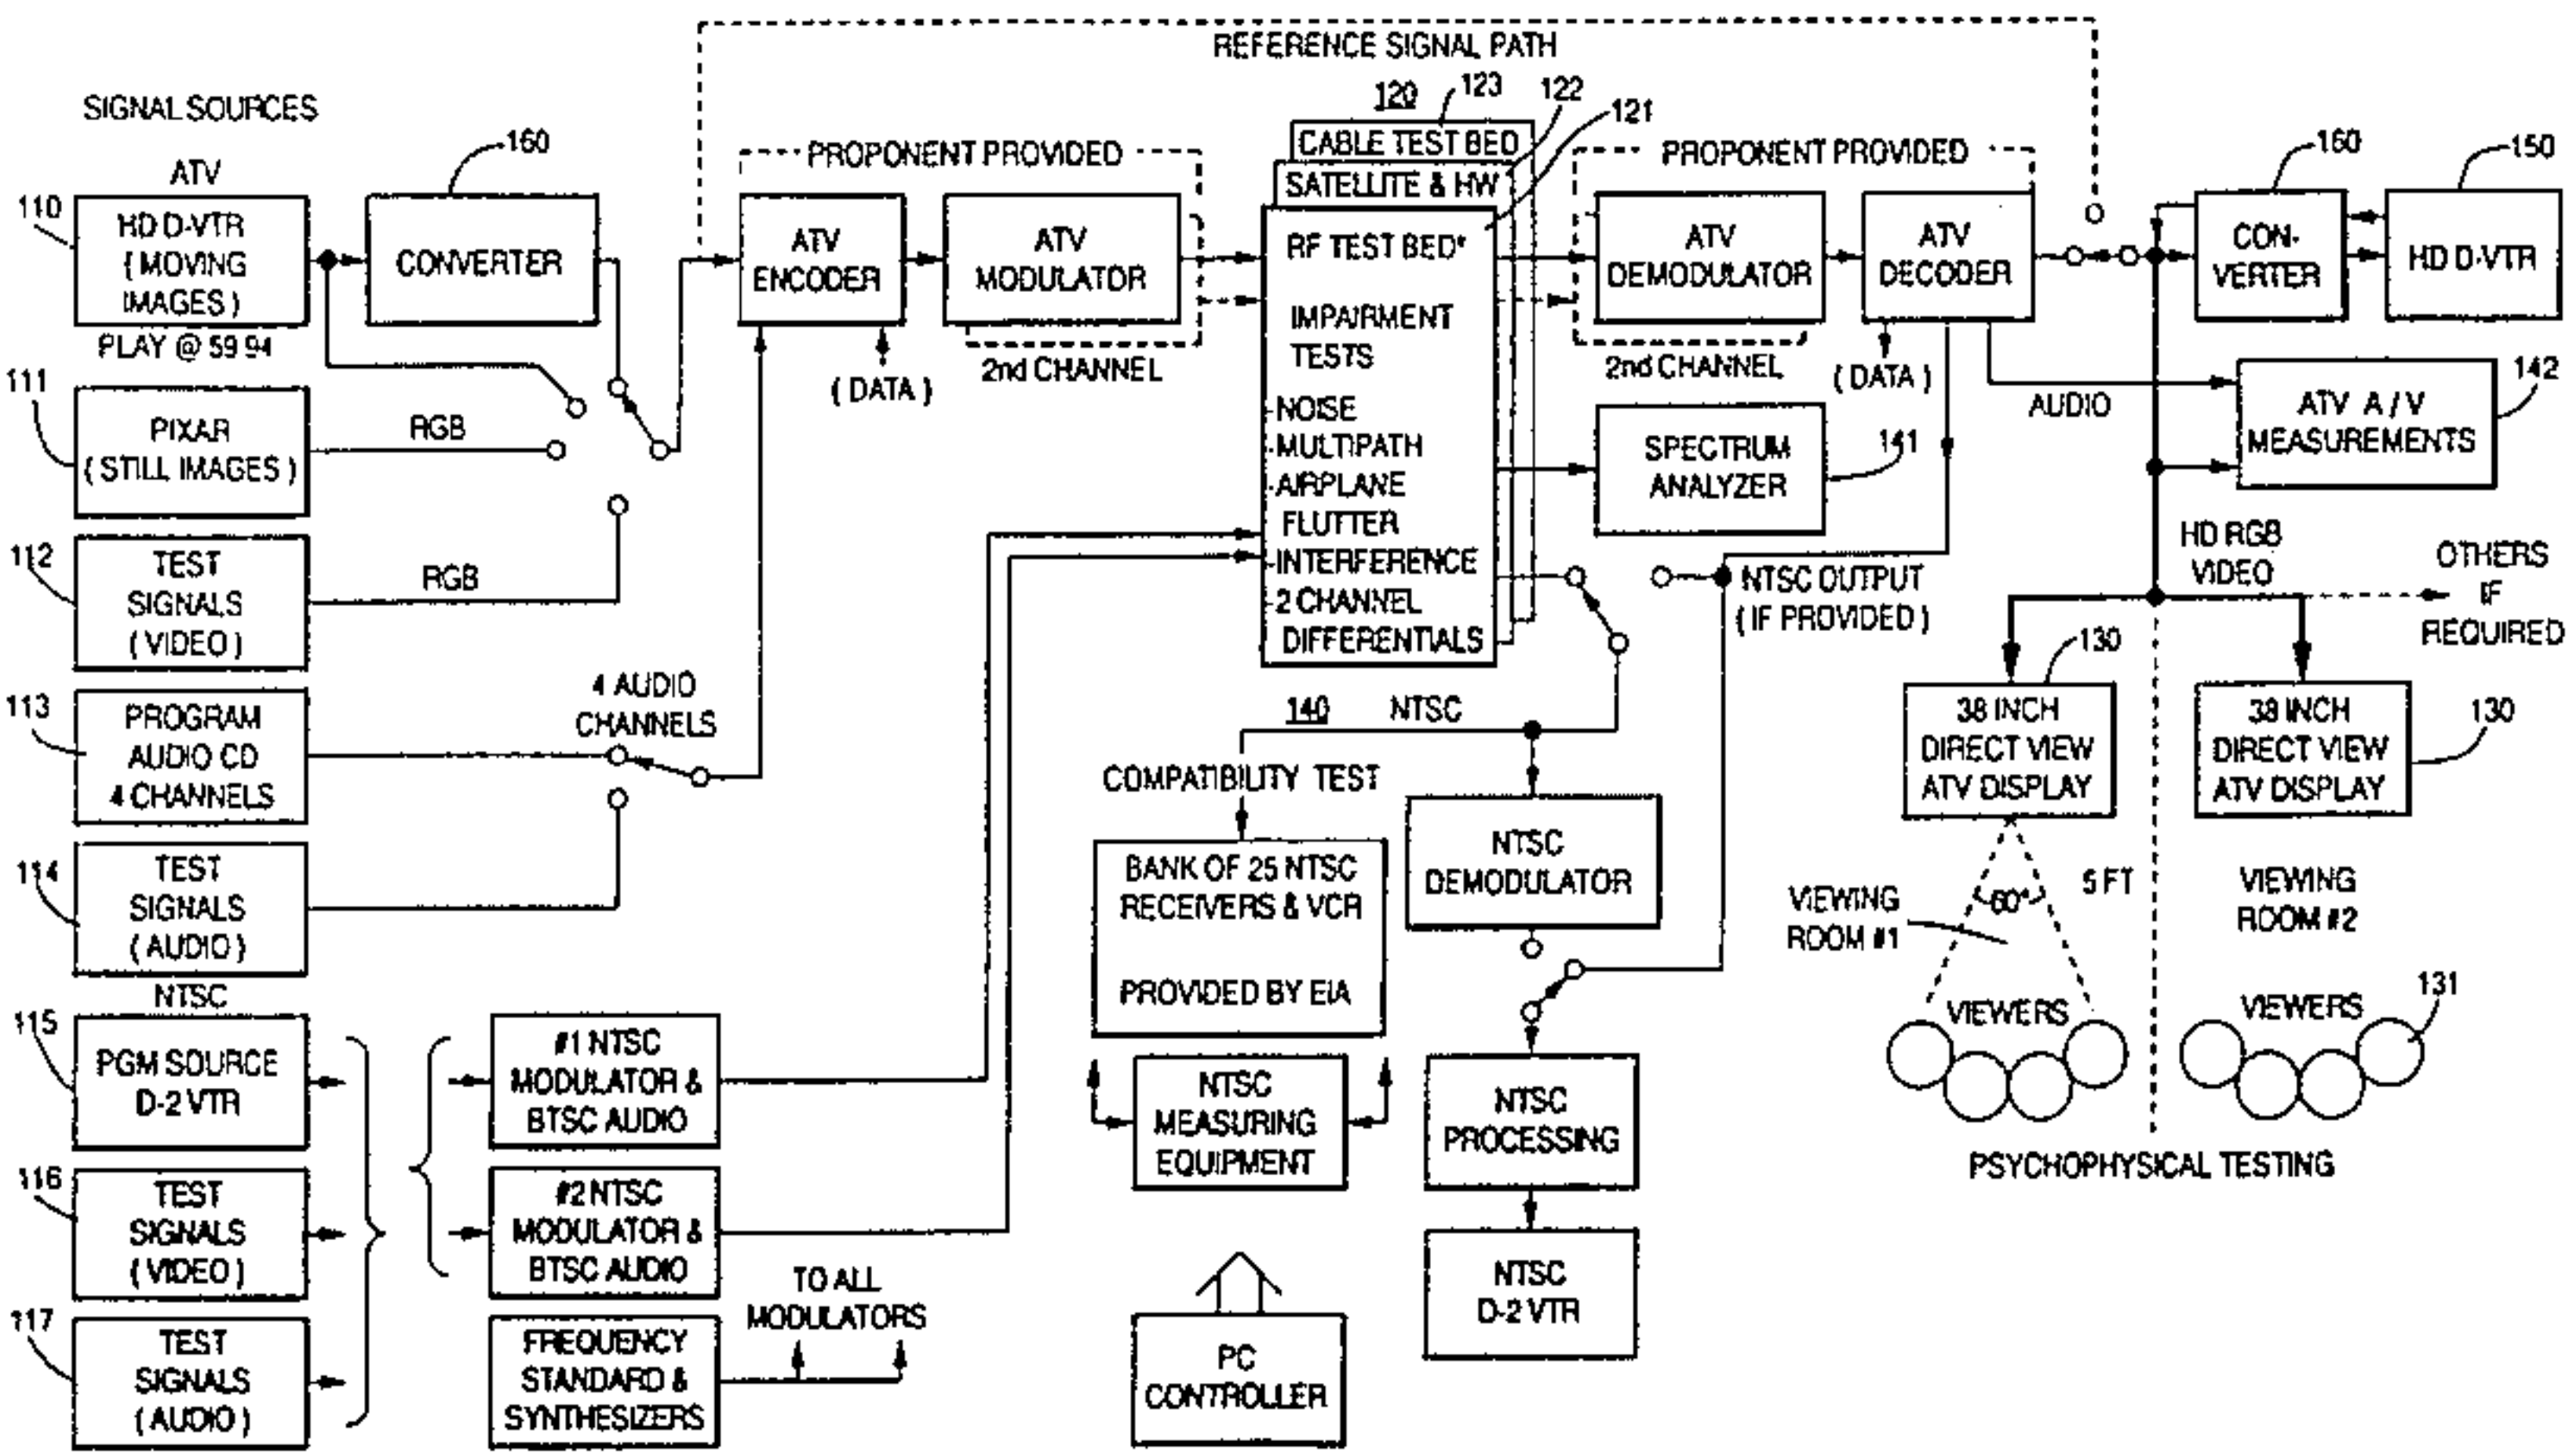 REFERENCE SIGNAL PATH
SIGNAL SOURCES
ATV
110
HD D-VTR
( MOVING
IMAGES )
PLAY @ 59 94
160
CONVERTER
PROPONENT PROVIDED
ATV
ENCODER
( DATA )
ATV
MODULATOR
2nd CHANNEL
120
123
122
121
CABLE TEST BED
SATELLITE & HW
RF TEST BED*
IMPAIRMENT
TESTS
-NOISE
-MULTIPATH
-AIRPLANE
FLUTTER
-INTERFERENCE
-2 CHANNEL
DIFFERENTIALS
PROPONENT PROVIDED
ATV
DEMODULATOR
2nd CHANNEL
ATV
DECODER
( DATA )
160
CON-
VERTER
150
HD D-VTR
AUDIO
ATV A / V
MEASUREMENTS
142
SPECTRUM
ANALYZER
141
111
PIXAR
( STILL IMAGES )
RGB
112
TEST
SIGNALS
( VIDEO )
RGB
113
PROGRAM
AUDIO CD
4 CHANNELS
4 AUDIO
CHANNELS
114
TEST
SIGNALS
( AUDIO )
NTSC
115
PGM SOURCE
D-2 VTR
116
TEST
SIGNALS
( VIDEO )
117
TEST
SIGNALS
( AUDIO )
#1 NTSC
MODULATOR &
BTSC AUDIO
#2 NTSC
MODULATOR &
BTSC AUDIO
FREQUENCY
STANDARD &
SYNTHESIZERS
TO ALL
MODULATORS
NTSC OUTPUT
( IF PROVIDED )
140 NTSC
COMPATIBILITY TEST
BANK OF 25 NTSC
RECEIVERS & VCR
PROVIDED BY EIA
NTSC
MEASURING
EQUIPMENT
PC
CONTROLLER
NTSC
DEMODULATOR
NTSC
PROCESSING
NTSC
D-2 VTR
HD RGB
VIDEO
OTHERS
IF
REQUIRED
130
38 INCH
DIRECT VIEW
ATV DISPLAY
130
38 INCH
DIRECT VIEW
ATV DISPLAY
60°
5 FT
VIEWING
ROOM #1
VIEWERS
VIEWING
ROOM #2
VIEWERS
131
PSYCHOPHYSICAL TESTING